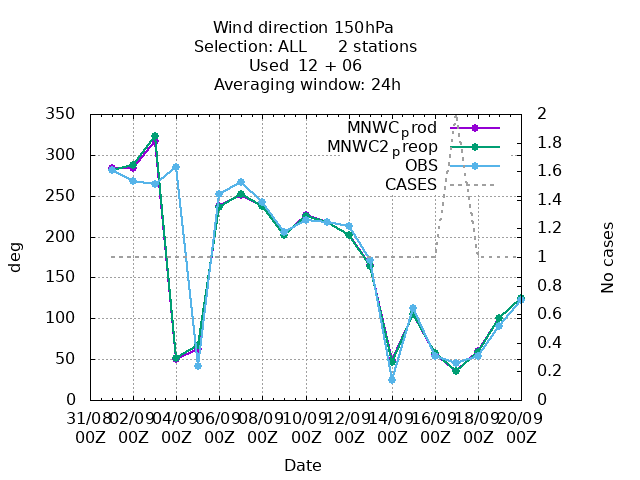 Wind direction 150hPa
Selection: ALL 2 stations
Used 12 + 06
Averaging window: 24h
350 300 250 200 150 100 50 0
deg
MNWCprod
MNWC2preop
OBS
CASES
2 1.8 1.6 1.4 1.2 1 0.8 0.6 0.4 0.2 0
No cases
31/08 02/09 04/09 06/09 08/09 10/09 12/09 14/09 16/09 18/09 20/09
00Z 00Z 00Z 00Z 00Z 00Z 00Z 00Z 00Z 00Z 00Z
Date